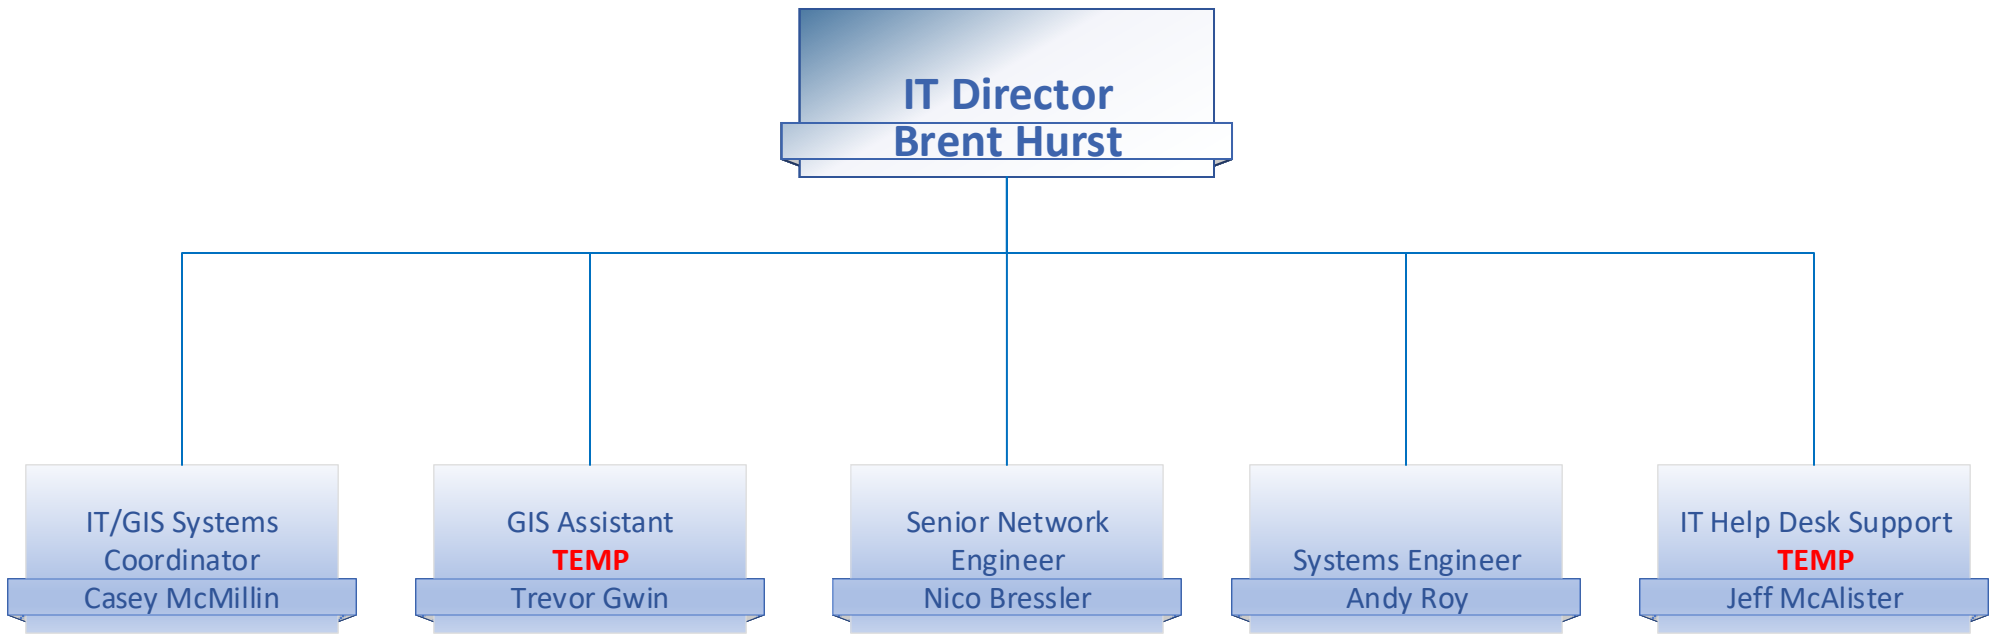 IT Director
Brent Hurst
IT/GIS Systems
Coordinator
Casey McMillin
GIS Assistant
TEMP
Trevor Gwin
Senior Network
Engineer
Nico Bressler
Systems Engineer
Andy Roy
IT Help Desk Support
TEMP
Jeff McAlister